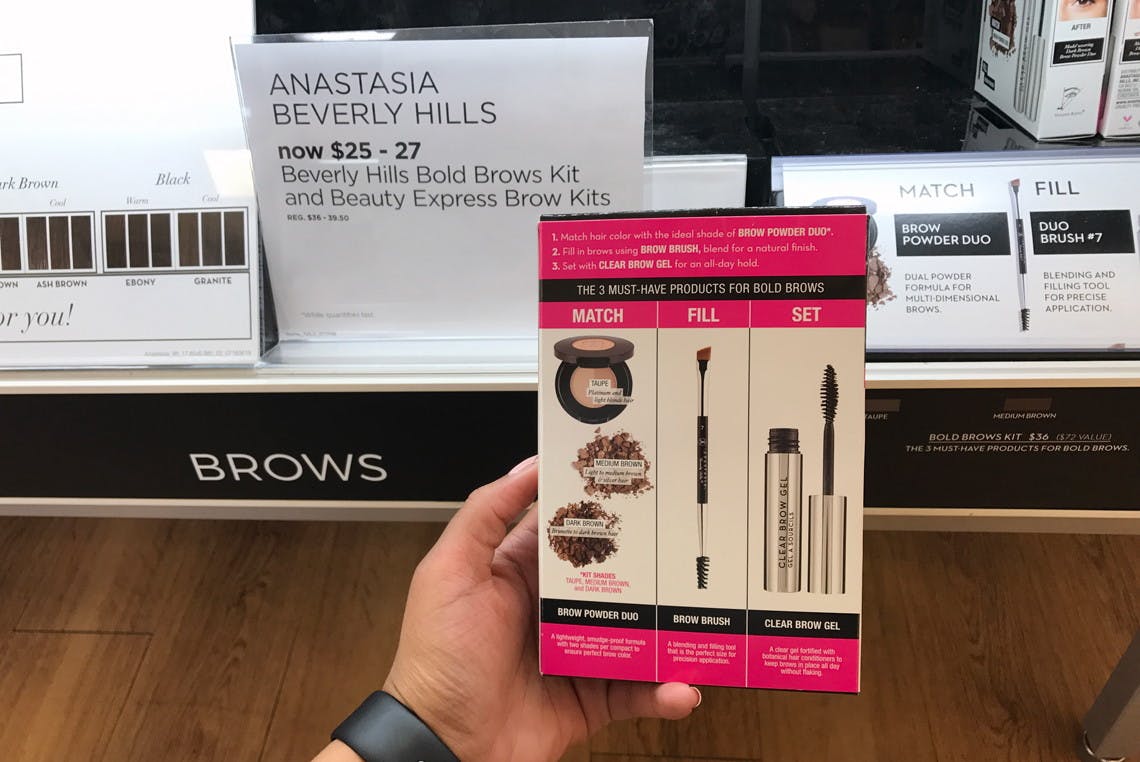 rk Brown
Black
Cool
Warm
Cool
OWN
ASH BROWN
EBONY
GRANITE
or you!
ANASTASIA
BEVERLY HILLS
now $25 - 27
Beverly Hills Bold Brows Kit
and Beauty Express Brow Kits
REG. $36 - 39.50
*While quantities last.
BROWS
1. Match hair color with the ideal shade of BROW POWDER DUO*.
2. Fill in brows using BROW BRUSH, blend for a natural finish.
3. Set with CLEAR BROW GEL for an all-day hold.
THE 3 MUST-HAVE PRODUCTS FOR BOLD BROWS
MATCH
FILL
SET
TAUPE
Platinum and
light blonde hair
MEDIUM BROWN
Light to medium brown
& silver hair
DARK BROWN
Brunette to dark brown hair
*KIT SHADES
TAUPE, MEDIUM BROWN,
and DARK BROWN
CLEAR BROW GEL
GEL A SOURCILS
BROW POWDER DUO
BROW BRUSH
CLEAR BROW GEL
A lightweight, smudge-proof formula
with two shades per compact to
ensure perfect brow color.
A blending and filling tool
that is the perfect size for
precision application.
A clear gel fortified with
botanical hair conditioners to
keep brows in place all day
without flaking.
AFTER
Model wearing
Dark Brown
Brow Powder Duo
MATCH
BROW
POWDER DUO
DUAL POWDER
FORMULA FOR
MULTI-DIMENSIONAL
BROWS.
FILL
DUO
BRUSH #7
BLENDING AND
FILLING TOOL
FOR PRECISE
APPLICATION.
TAUPE
MEDIUM BROWN
BOLD BROWS KIT $36 ($72 VALUE)
THE 3 MUST-HAVE PRODUCTS FOR BOLD BROWS.